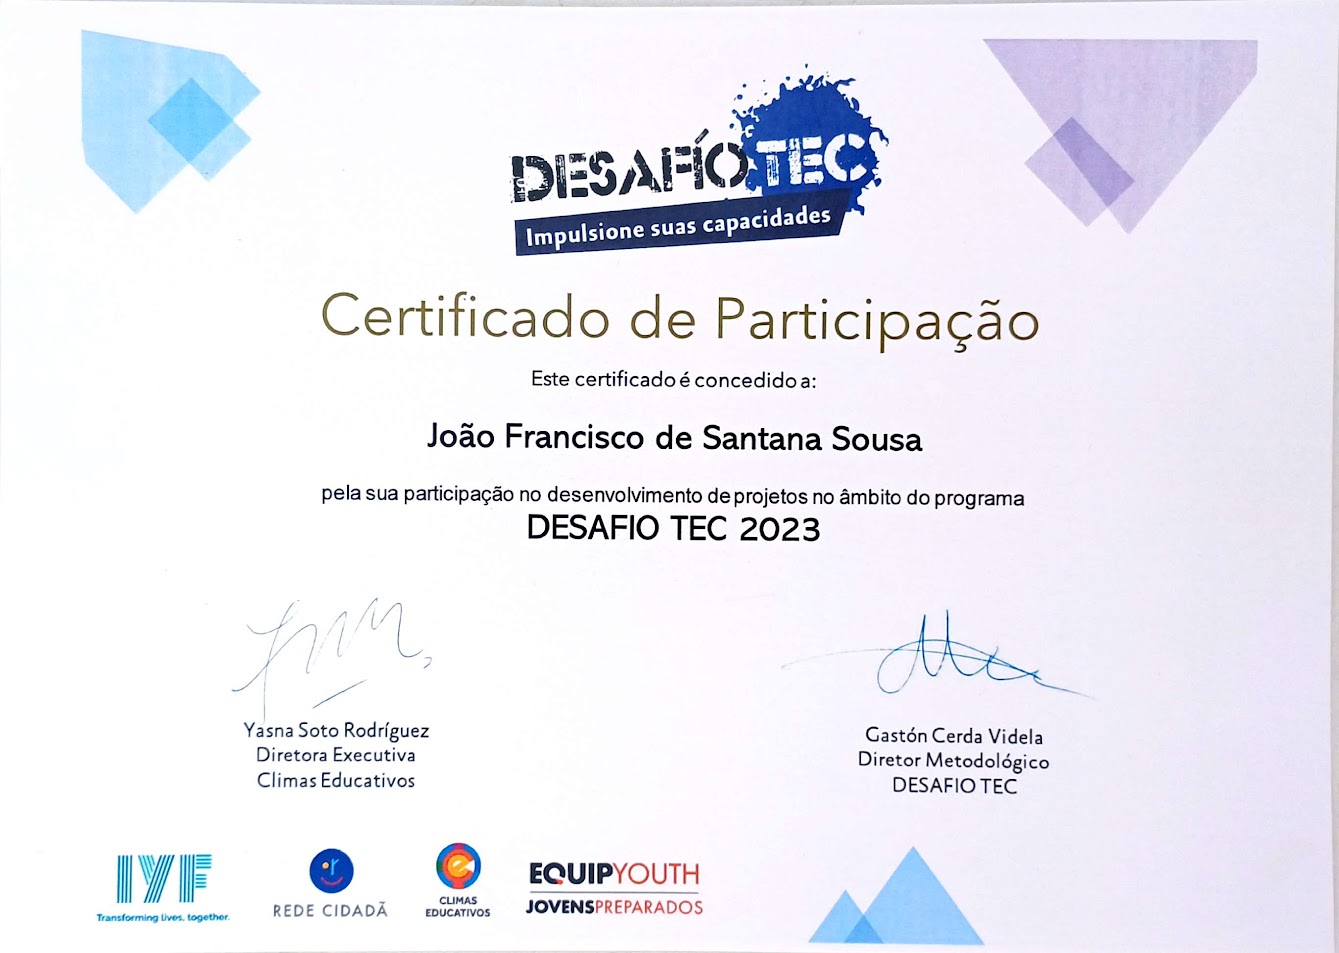 DESAFÍO TEC
Impulsione suas capacidades
Certificado de Participação
Este certificado é concedido a:
João Francisco de Santana Sousa
pela sua participação no desenvolvimento de projetos no âmbito do programa
DESAFIO TEC 2023
Yasna Soto Rodríguez
Diretora Executiva
Climas Educativos
Gastón Cerda Videla
Diretor Metodológico
DESAFIO TEC
IYF
Transforming lives, together.
REDE CIDADÃ
CLIMAS
EDUCATIVOS
EQUIPYOUTH
JOVENSPREPARADOS